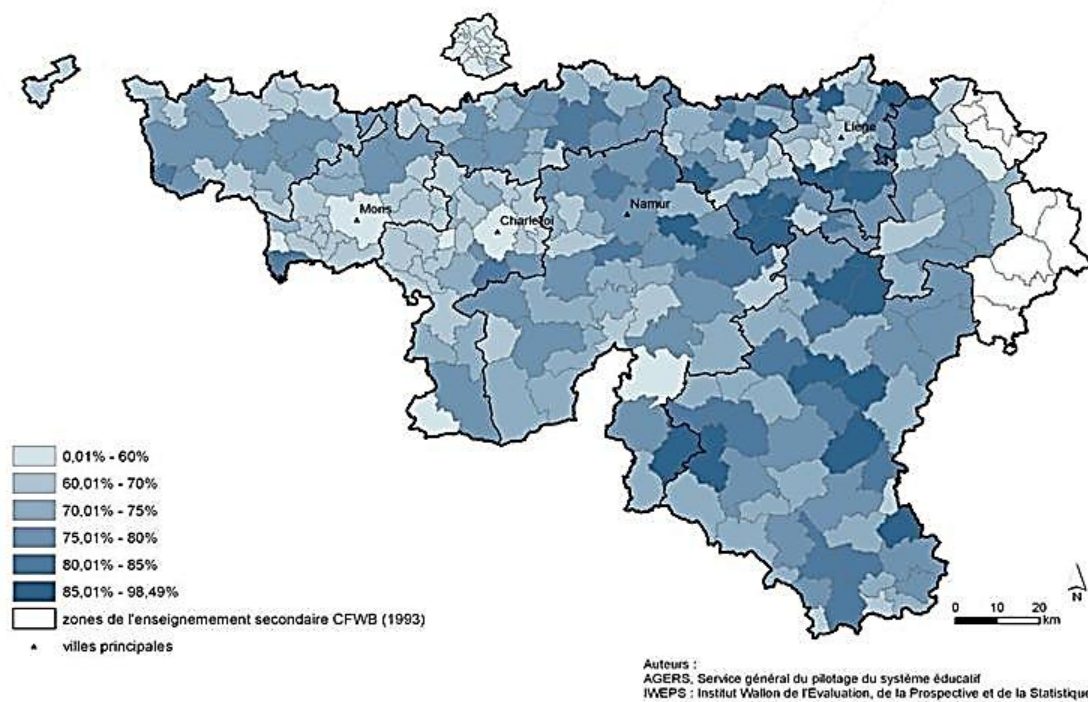 Liège
Mons
Charleroi
Namur
0,01% - 60%
60,01% - 70%
70,01% - 75%
75,01% - 80%
80,01% - 85%
85,01% - 98,49%
zones de l'enseignemement secondaire CFWB (1993)
villes principales
N
0 10 20
km
Auteurs :
AGERS, Service général du pilotage du système éducatif
IWEPS : Institut Wallon de l'Evaluation, de la Prospective et de la Statistique